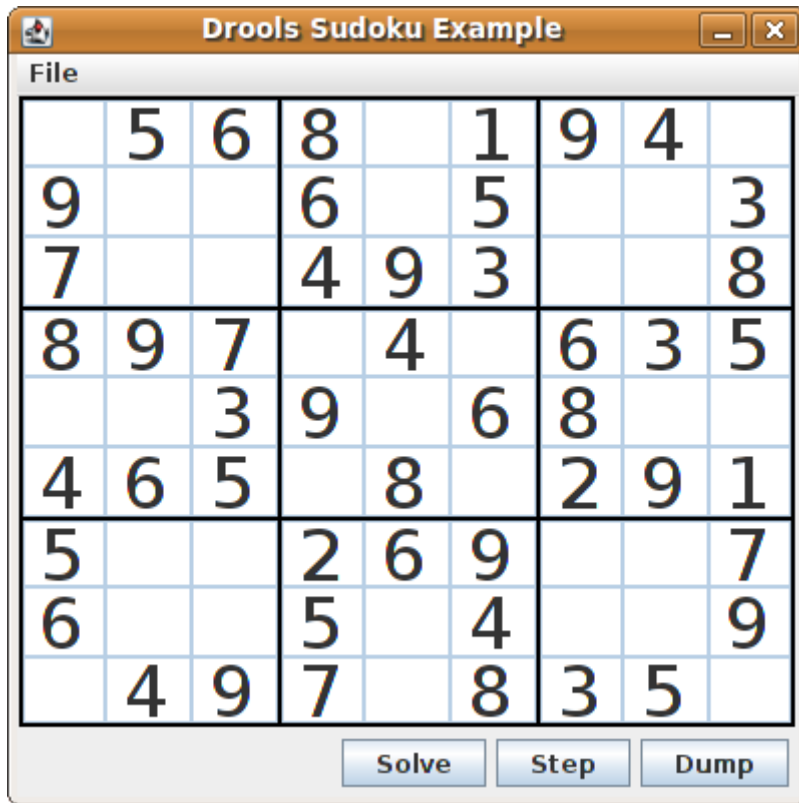 Drools Sudoku Example
File
5 6 8 1 9 4
9 6 5 3
7 4 9 3 8
8 9 7 4 6 3 5
3 9 6 8
4 6 5 8 2 9 1
5 2 6 9 7
6 5 4 9
4 9 7 8 3 5
Solve Step Dump